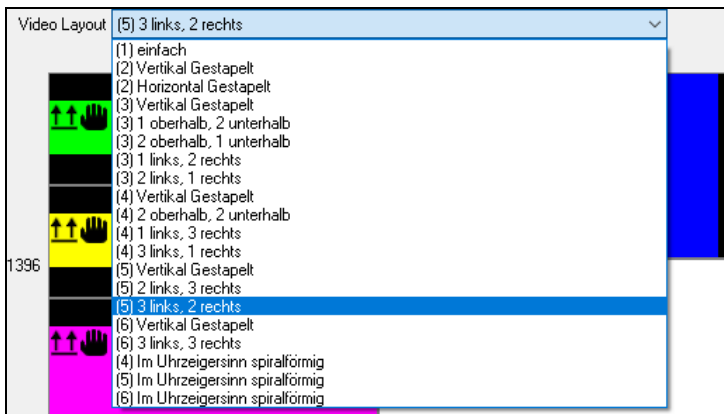 Video Layout (5) 3 links, 2 rechts
(1) einfach
(2) Vertikal Gestapelt
(2) Horizontal Gestapelt
(3) Vertikal Gestapelt
(3) 1 oberhalb, 2 unterhalb
(3) 2 oberhalb, 1 unterhalb
(3) 1 links, 2 rechts
(3) 2 links, 1 rechts
(4) Vertikal Gestapelt
(4) 2 oberhalb, 2 unterhalb
(4) 1 links, 3 rechts
(4) 3 links, 1 rechts
(5) Vertikal Gestapelt
(5) 2 links, 3 rechts
(5) 3 links, 2 rechts
(6) Vertikal Gestapelt
(6) 3 links, 3 rechts
(4) Im Uhrzeigersinn spiralförmig
(5) Im Uhrzeigersinn spiralförmig
(6) Im Uhrzeigersinn spiralförmig
1396